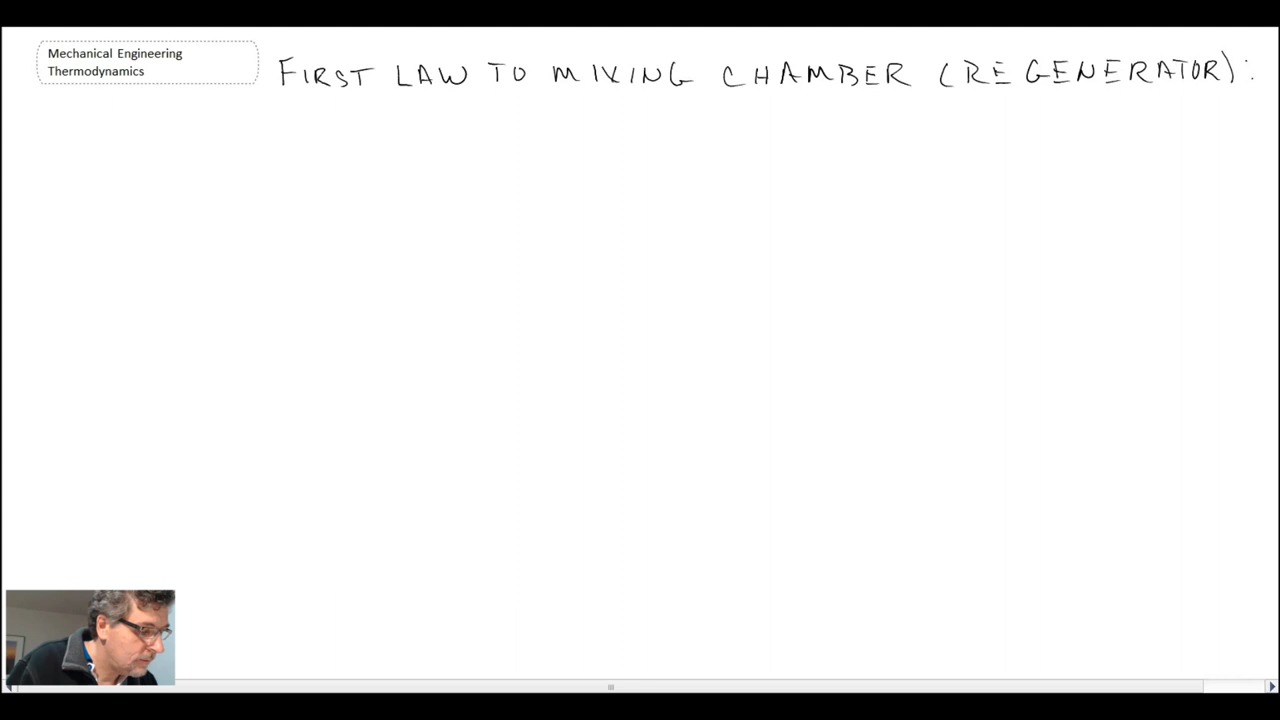 Mechanical Engineering
Thermodynamics
FIRST LAW TO MIXING CHAMBER (REGENERATOR):